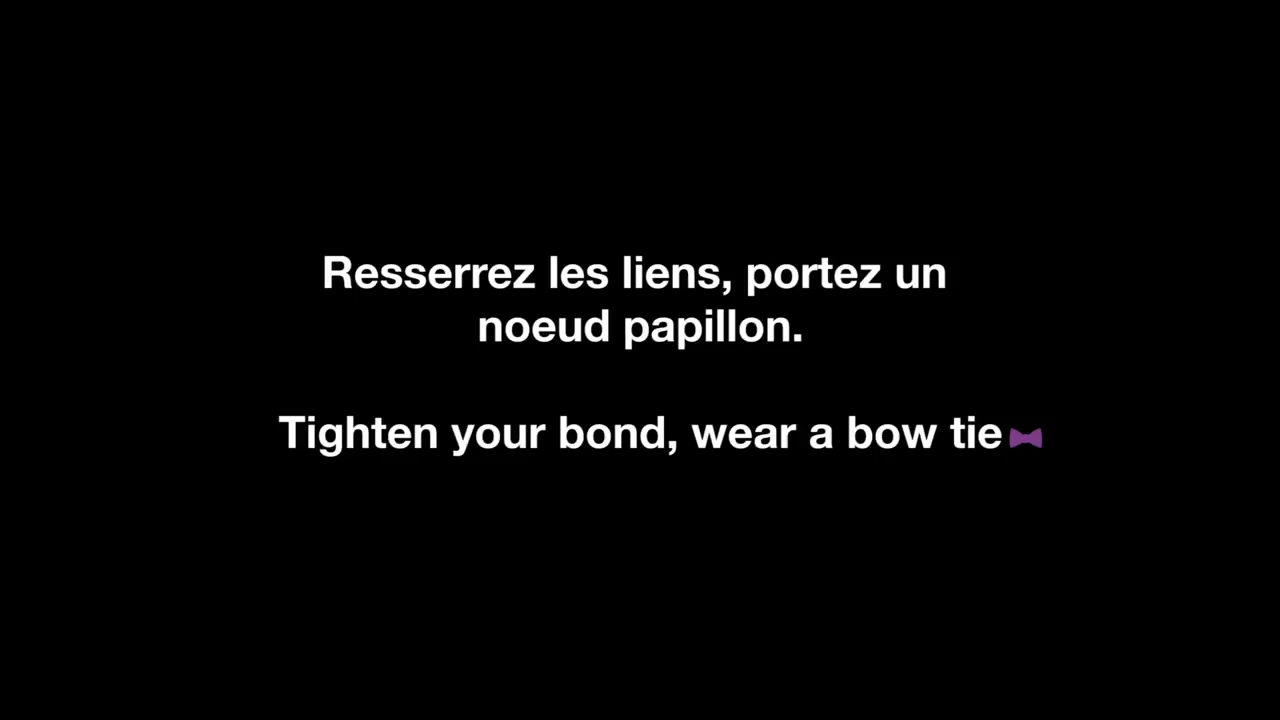 Resserrez les liens, portez un
noeud papillon.
Tighten your bond, wear a bow tie